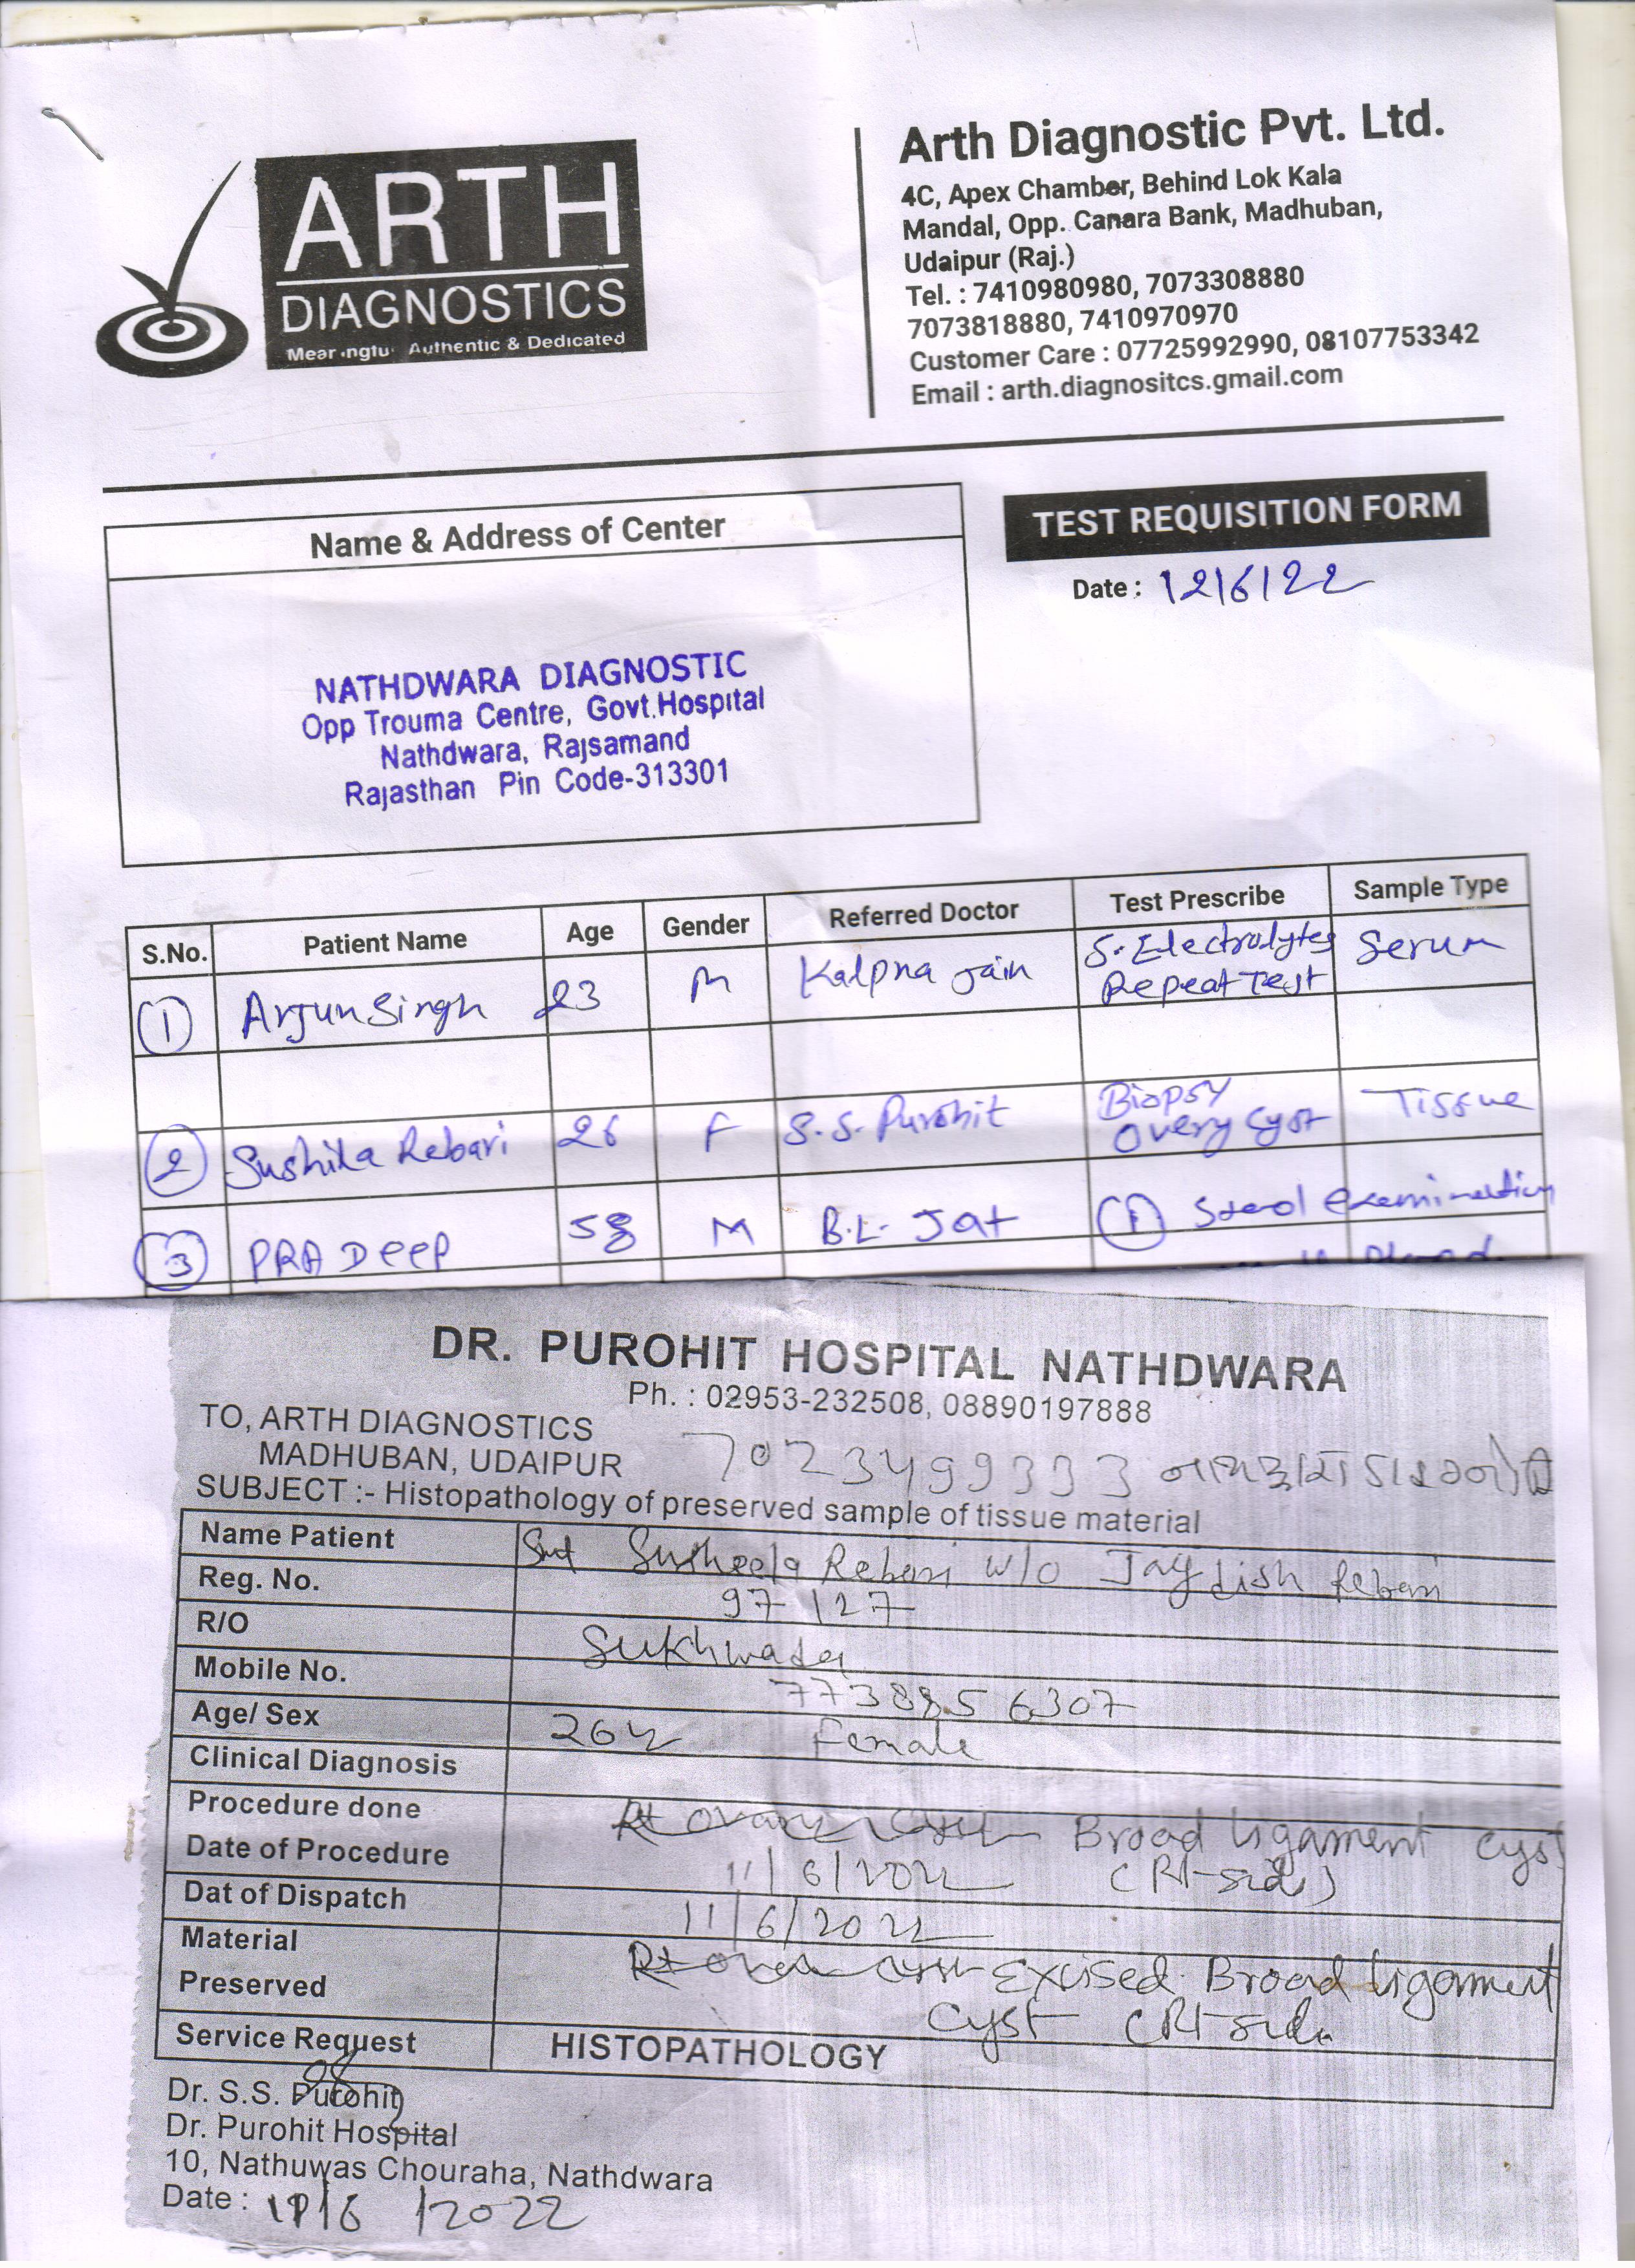 ARTH
DIAGNOSTICS
Authentic & Dedicated
Arth Diagnostic Pvt. Ltd.
4C, Apex Chamber, Behind Lok Kala
Mandal, Opp. Canara Bank, Madhuban,
Udaipur (Raj.)
Tel. : 7410980980, 7073308880
7073818880, 7410970970
Customer Care : 07725992990, 08107753342
Email : arth.diagnositcs.gmail.com
Name & Address of Center
TEST REQUISITION FORM
Date : 12/6/22
NATHDWARA DIAGNOSTIC
Opp Trouma Centre, Govt.Hospital
Nathdwara, Rajsamand
Rajasthan Pin Code-313301
S.No. Patient Name Age Gender Referred Doctor Test Prescribe Sample Type
1 Arjun Singh 23 M Kalpna Jain S. Electrolytes Repeat Test Serum
2 Sushila Rebari 26 F S.S. Purohit Biopsy Overy Cyst Tissue
3 PRADeep 58 M B.L. Jat (1) Stool Examination
DR. PUROHIT HOSPITAL NATHDWARA
Ph. : 02953-232508, 08890197888
TO, ARTH DIAGNOSTICS
MADHUBAN, UDAIPUR 7023499333
SUBJECT :- Histopathology of preserved sample of tissue material
Name Patient Smt Susheela Rebari w/o Jaydish Rebari
Reg. No. 97127
R/O Sukhwada
Mobile No. 7738856307
Age/ Sex 26y Female
Clinical Diagnosis
Procedure done Rt ovary cyst Broad ligament cyst
Date of Procedure 11/6/2022 (Rt-side)
Dat of Dispatch 11/6/2022
Material Rt cyst Excised Broad ligament
Preserved Cyst (Rt side
Service Request HISTOPATHOLOGY
Dr. S.S. Purohit
Dr. Purohit Hospital
10, Nathuwas Chouraha, Nathdwara
Date : 11/6/2022